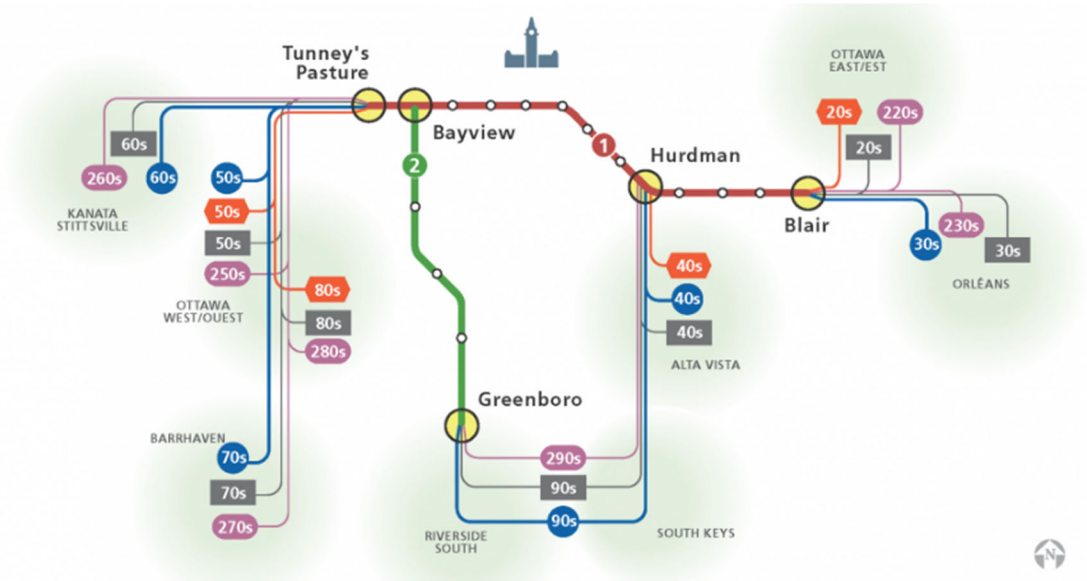 Tunney's
Pasture
Bayview
1
2
Hurdman
Blair
Greenboro
OTTAWA
EAST/EST
20s
220s
20s
230s
30s
30s
ORLÉANS
60s
260s
60s
KANATA
STITTSVILLE
50s
50s
50s
250s
OTTAWA
WEST/OUEST
80s
80s
280s
BARRHAVEN
70s
70s
270s
40s
40s
40s
ALTA VISTA
290s
90s
90s
RIVERSIDE
SOUTH
SOUTH KEYS
N